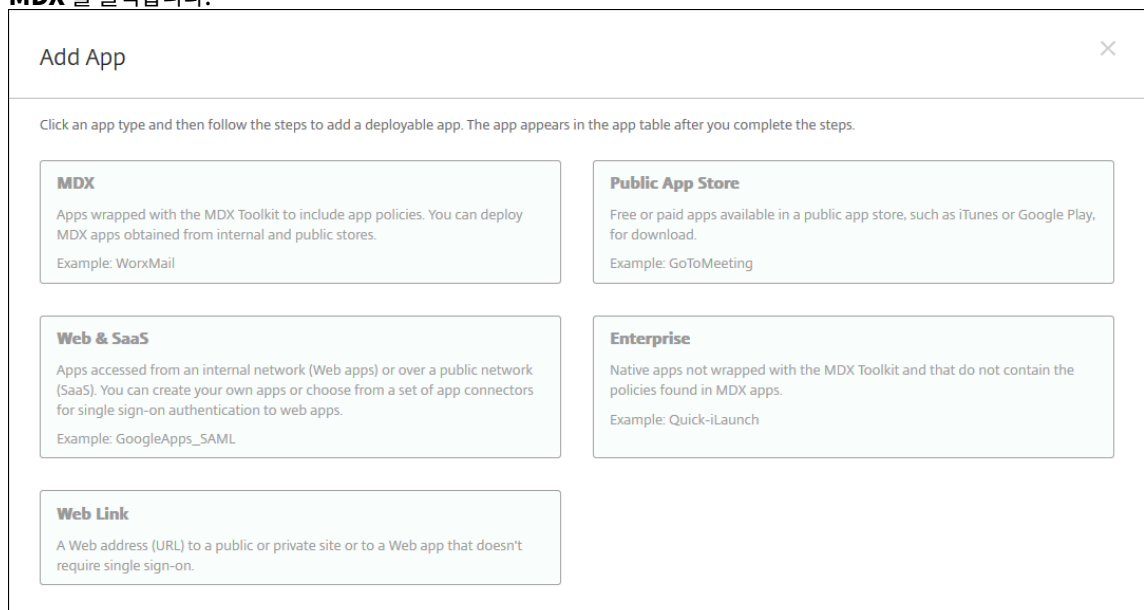 MDX 를 클릭합니다.
Add App
Click an app type and then follow the steps to add a deployable app. The app appears in the app table after you complete the steps.
MDX
Apps wrapped with the MDX Toolkit to include app policies. You can deploy
MDX apps obtained from internal and public stores.
Example: WorxMail
Public App Store
Free or paid apps available in a public app store, such as iTunes or Google Play,
for download.
Example: GoToMeeting
Web & SaaS
Apps accessed from an internal network (Web apps) or over a public network
(SaaS). You can create your own apps or choose from a set of app connectors
for single sign-on authentication to web apps.
Example: GoogleApps_SAML
Enterprise
Native apps not wrapped with the MDX Toolkit and that do not contain the
policies found in MDX apps.
Example: Quick-iLaunch
Web Link
A Web address (URL) to a public or private site or to a Web app that doesn't
require single sign-on.